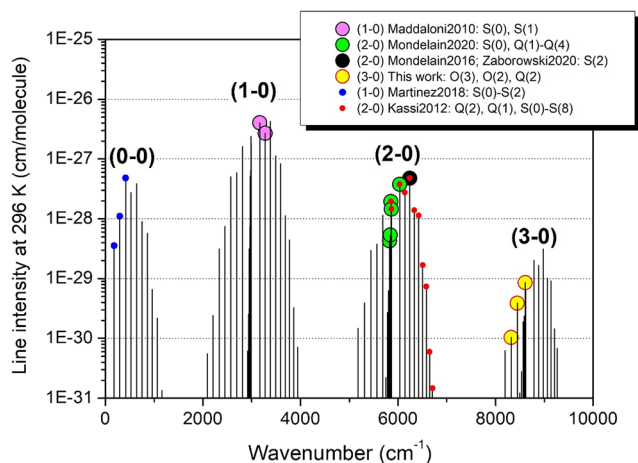 (1-0) Maddaloni2010: S(0), S(1)
(2-0) Mondelain2020: S(0), Q(1)-Q(4)
(2-0) Mondelain2016; Zaborowski2020: S(2)
(3-0) This work: O(3), O(2), Q(2)
(1-0) Martinez2018: S(0)-S(2)
(2-0) Kassi2012: Q(2), Q(1), S(0)-S(8)
1E-25
1E-26
1E-27
1E-28
1E-29
1E-30
1E-31
Line intensity at 296 K (cm/molecule)
(0-0)
(1-0)
(2-0)
(3-0)
0
2000
4000
6000
8000
10000
Wavenumber (cm⁻¹)